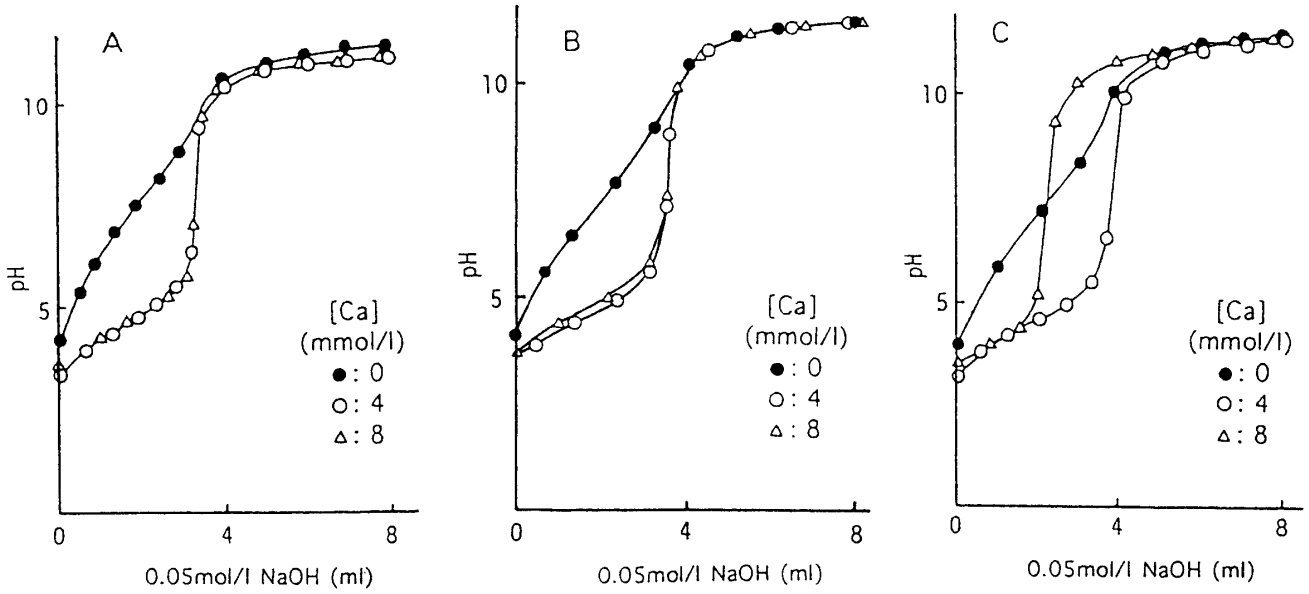 A
10
5
pH
[Ca]
(mmol/l)
●: 0
○: 4
△: 8
0 4 8
0.05mol/l NaOH (ml)
B
10
5
pH
[Ca]
(mmol/l)
●: 0
○: 4
△: 8
0 4 8
0.05mol/l NaOH (ml)
C
10
5
pH
[Ca]
(mmol/l)
●: 0
○: 4
△: 8
0 4 8
0.05mol/l NaOH (ml)